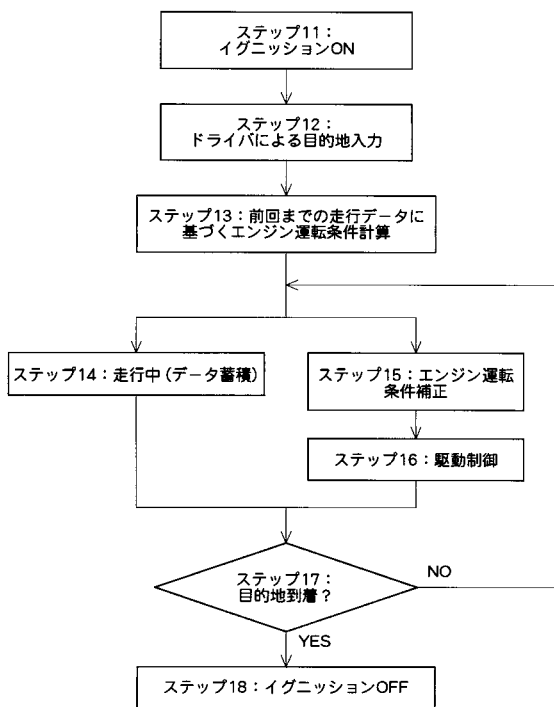 ステップ11：
イグニッションON
ステップ12：
ドライバによる目的地入力
ステップ13：前回までの走行データに
基づくエンジン運転条件計算
ステップ14：走行中（データ蓄積）
ステップ15：エンジン運転
条件補正
ステップ16：駆動制御
ステップ17：
目的地到着？
NO
YES
ステップ18：イグニッションOFF